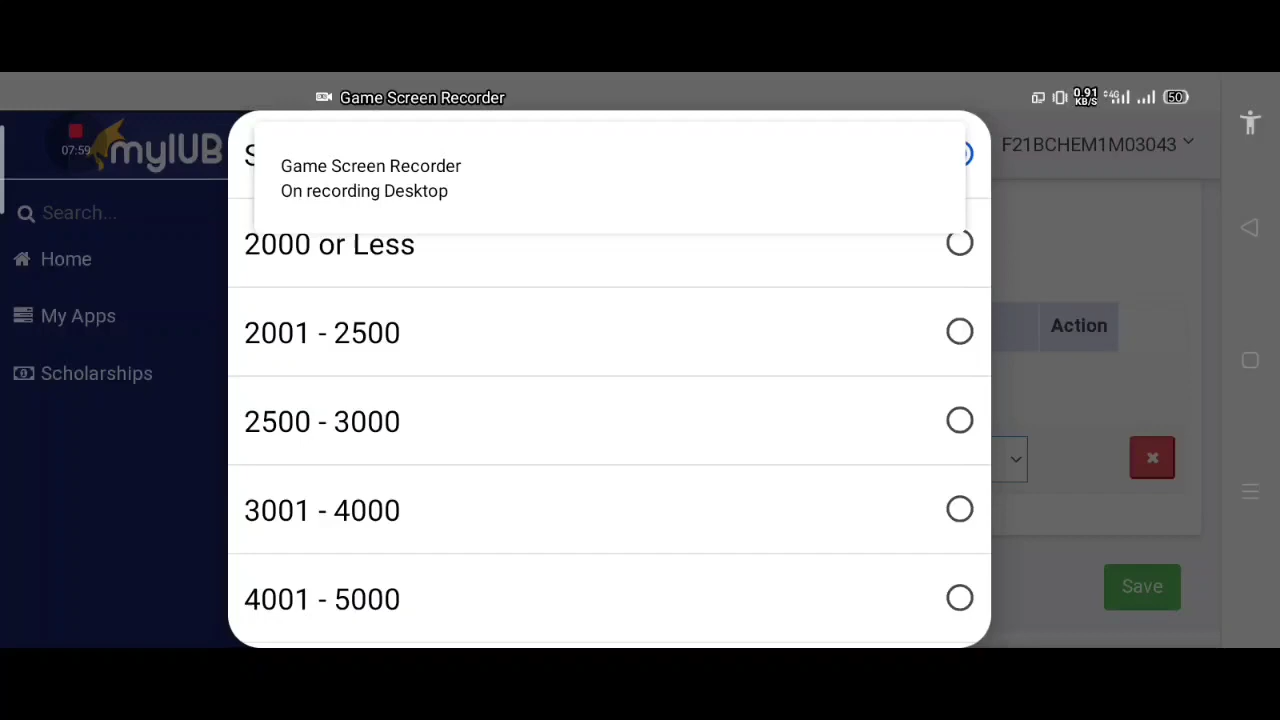 Game Screen Recorder
0.91
KB/S
4G
50
07:59
myIUB
F21BCHEM1M03043
S
Game Screen Recorder
On recording Desktop
Search...
Home
My Apps
Scholarships
2000 or Less
2001 - 2500
2500 - 3000
3001 - 4000
4001 - 5000
Action
Save